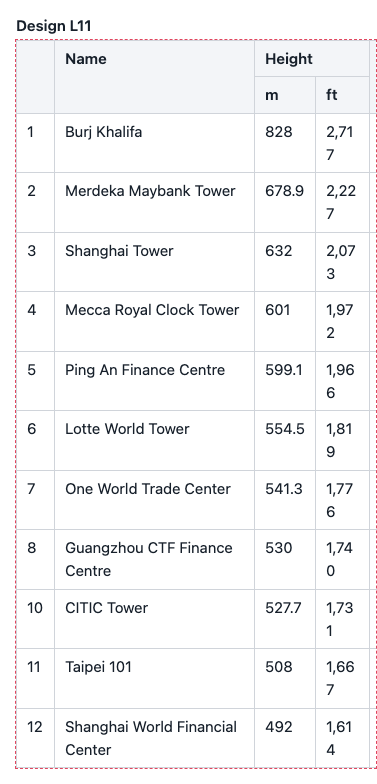 Design L11
Name Height
m ft
1 Burj Khalifa 828 2,71
7
2 Merdeka Maybank Tower 678.9 2,22
7
3 Shanghai Tower 632 2,07
3
4 Mecca Royal Clock Tower 601 1,97
2
5 Ping An Finance Centre 599.1 1,96
6
6 Lotte World Tower 554.5 1,81
9
7 One World Trade Center 541.3 1,77
6
8 Guangzhou CTF Finance 530 1,74
Centre 0
10 CITIC Tower 527.7 1,73
1
11 Taipei 101 508 1,66
7
12 Shanghai World Financial 492 1,61
Center 4